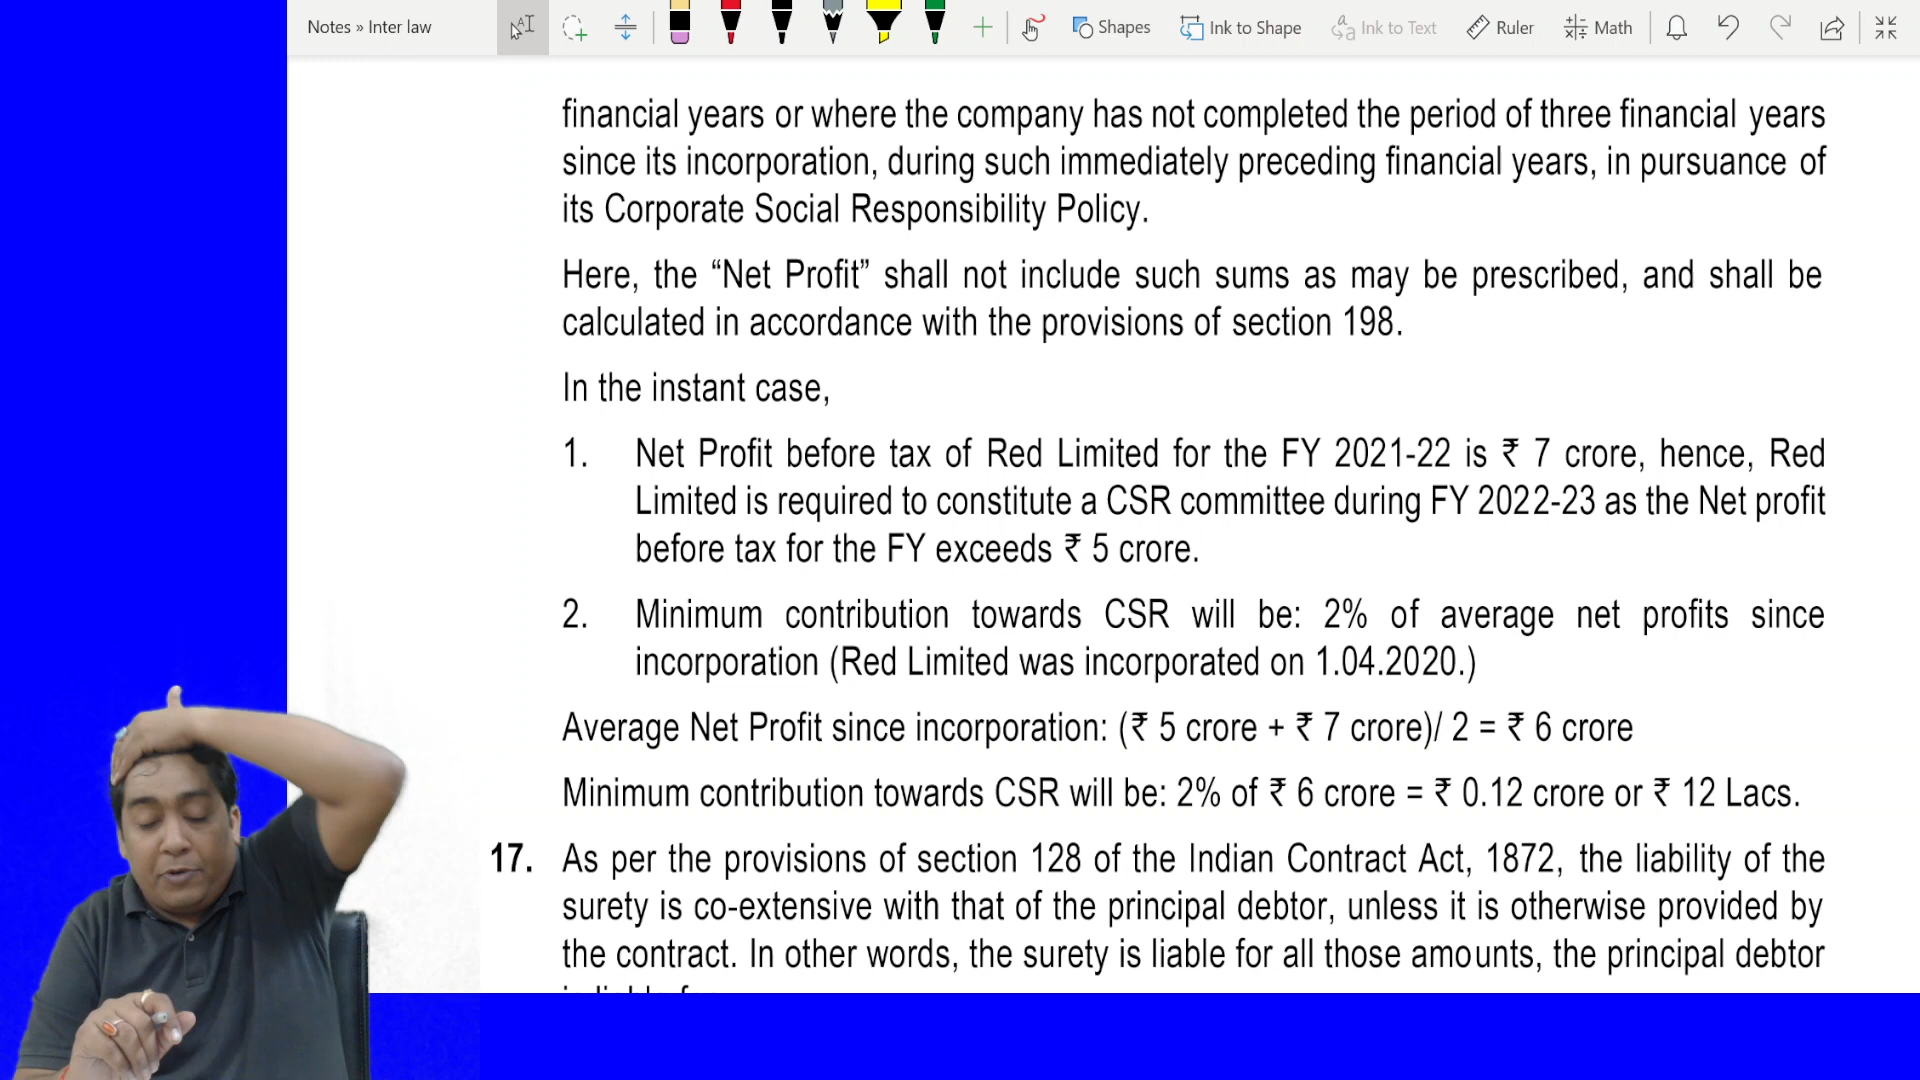 Notes » Inter law
Shapes
Ink to Shape
Ink to Text
Ruler
Math
financial years or where the company has not completed the period of three financial years
since its incorporation, during such immediately preceding financial years, in pursuance of
its Corporate Social Responsibility Policy.
Here, the “Net Profit” shall not include such sums as may be prescribed, and shall be
calculated in accordance with the provisions of section 198.
In the instant case,
1. Net Profit before tax of Red Limited for the FY 2021-22 is ₹ 7 crore, hence, Red
Limited is required to constitute a CSR committee during FY 2022-23 as the Net profit
before tax for the FY exceeds ₹ 5 crore.
2. Minimum contribution towards CSR will be: 2% of average net profits since
incorporation (Red Limited was incorporated on 1.04.2020.)
Average Net Profit since incorporation: (₹ 5 crore + ₹ 7 crore)/ 2 = ₹ 6 crore
Minimum contribution towards CSR will be: 2% of ₹ 6 crore = ₹ 0.12 crore or ₹ 12 Lacs.
17. As per the provisions of section 128 of the Indian Contract Act, 1872, the liability of the
surety is co-extensive with that of the principal debtor, unless it is otherwise provided by
the contract. In other words, the surety is liable for all those amounts, the principal debtor